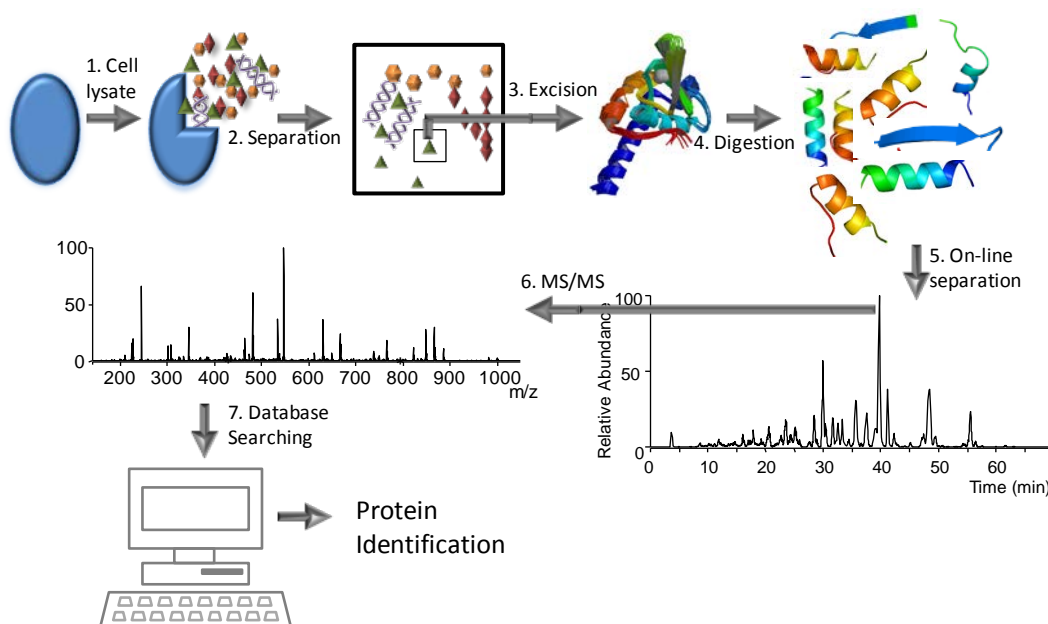 1. Cell
lysate
2. Separation
3. Excision
4. Digestion
5. On-line
separation
6. MS/MS
100
50
0
200
300
400
500
600
700
800
900
1000
m/z
Relative Abundance
100
50
0
0
10
20
30
40
50
60
Time (min)
7. Database
Searching
Protein
Identification